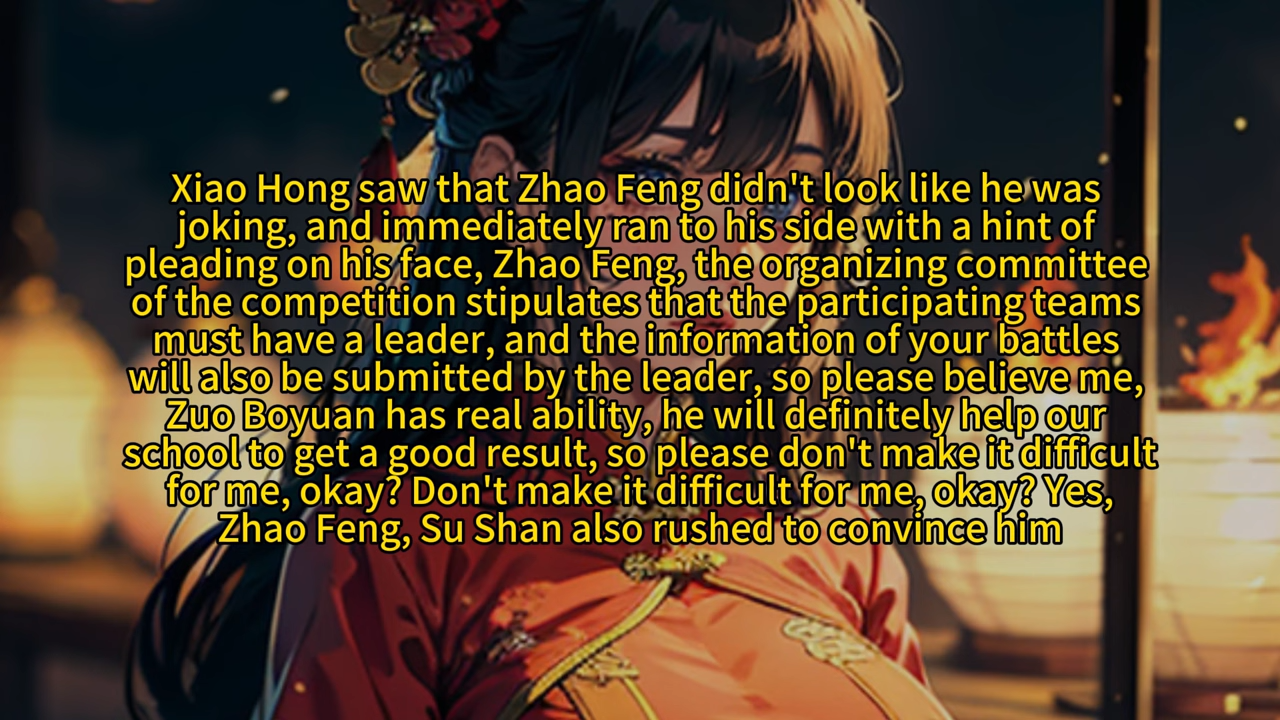 Xiao Hong saw that Zhao Feng didn't look like he was
joking, and immediately ran to his side with a hint of
pleading on his face, Zhao Feng, the organizing committee
of the competition stipulates that the participating teams
must have a leader, and the information of your battles
will also be submitted by the leader, so please believe me,
Zuo Boyuan has real ability, he will definitely help our
school to get a good result, so please don't make it difficult
for me, okay? Don't make it difficult for me, okay? Yes,
Zhao Feng, Su Shan also rushed to convince him